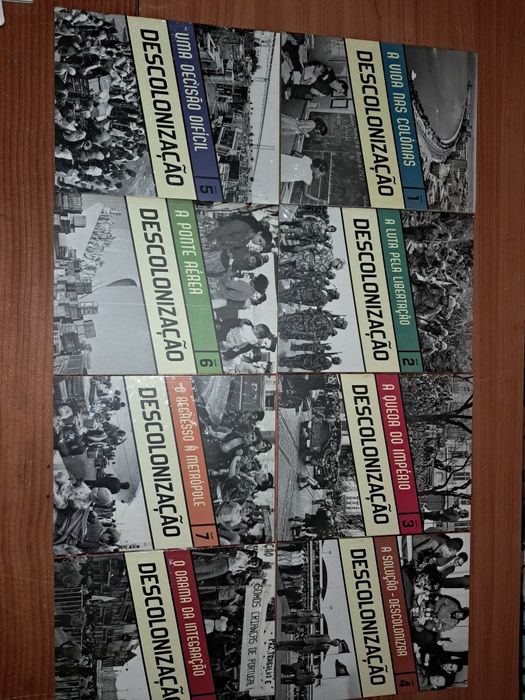 A VIDA NAS COLÓNIAS
1
DESCOLONIZAÇÃO
A LUTA PELA LIBERTAÇÃO
2
DESCOLONIZAÇÃO
A QUEDA DO IMPÉRIO
3
DESCOLONIZAÇÃO
A SOLUÇÃO - DESCOLONIZAR
4
DESCOLONIZAÇÃO
UMA DECISÃO DIFÍCIL
5
DESCOLONIZAÇÃO
A PONTE AÉREA
6
DESCOLONIZAÇÃO
O REGRESSO À METRÓPOLE
7
DESCOLONIZAÇÃO
O DRAMA DA INTEGRAÇÃO
DESCOLONIZAÇÃO
SOMOS CRIANÇAS
DE PORTUGAL